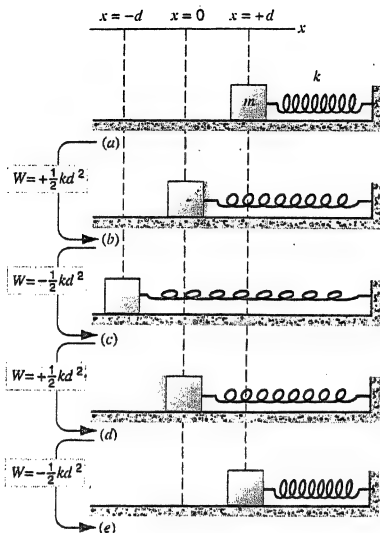 x = −d   x = 0   x = +d
x
k
m
(a)
W = +½kd²
(b)
W = −½kd²
(c)
W = +½kd²
(d)
W = −½kd²
(e)